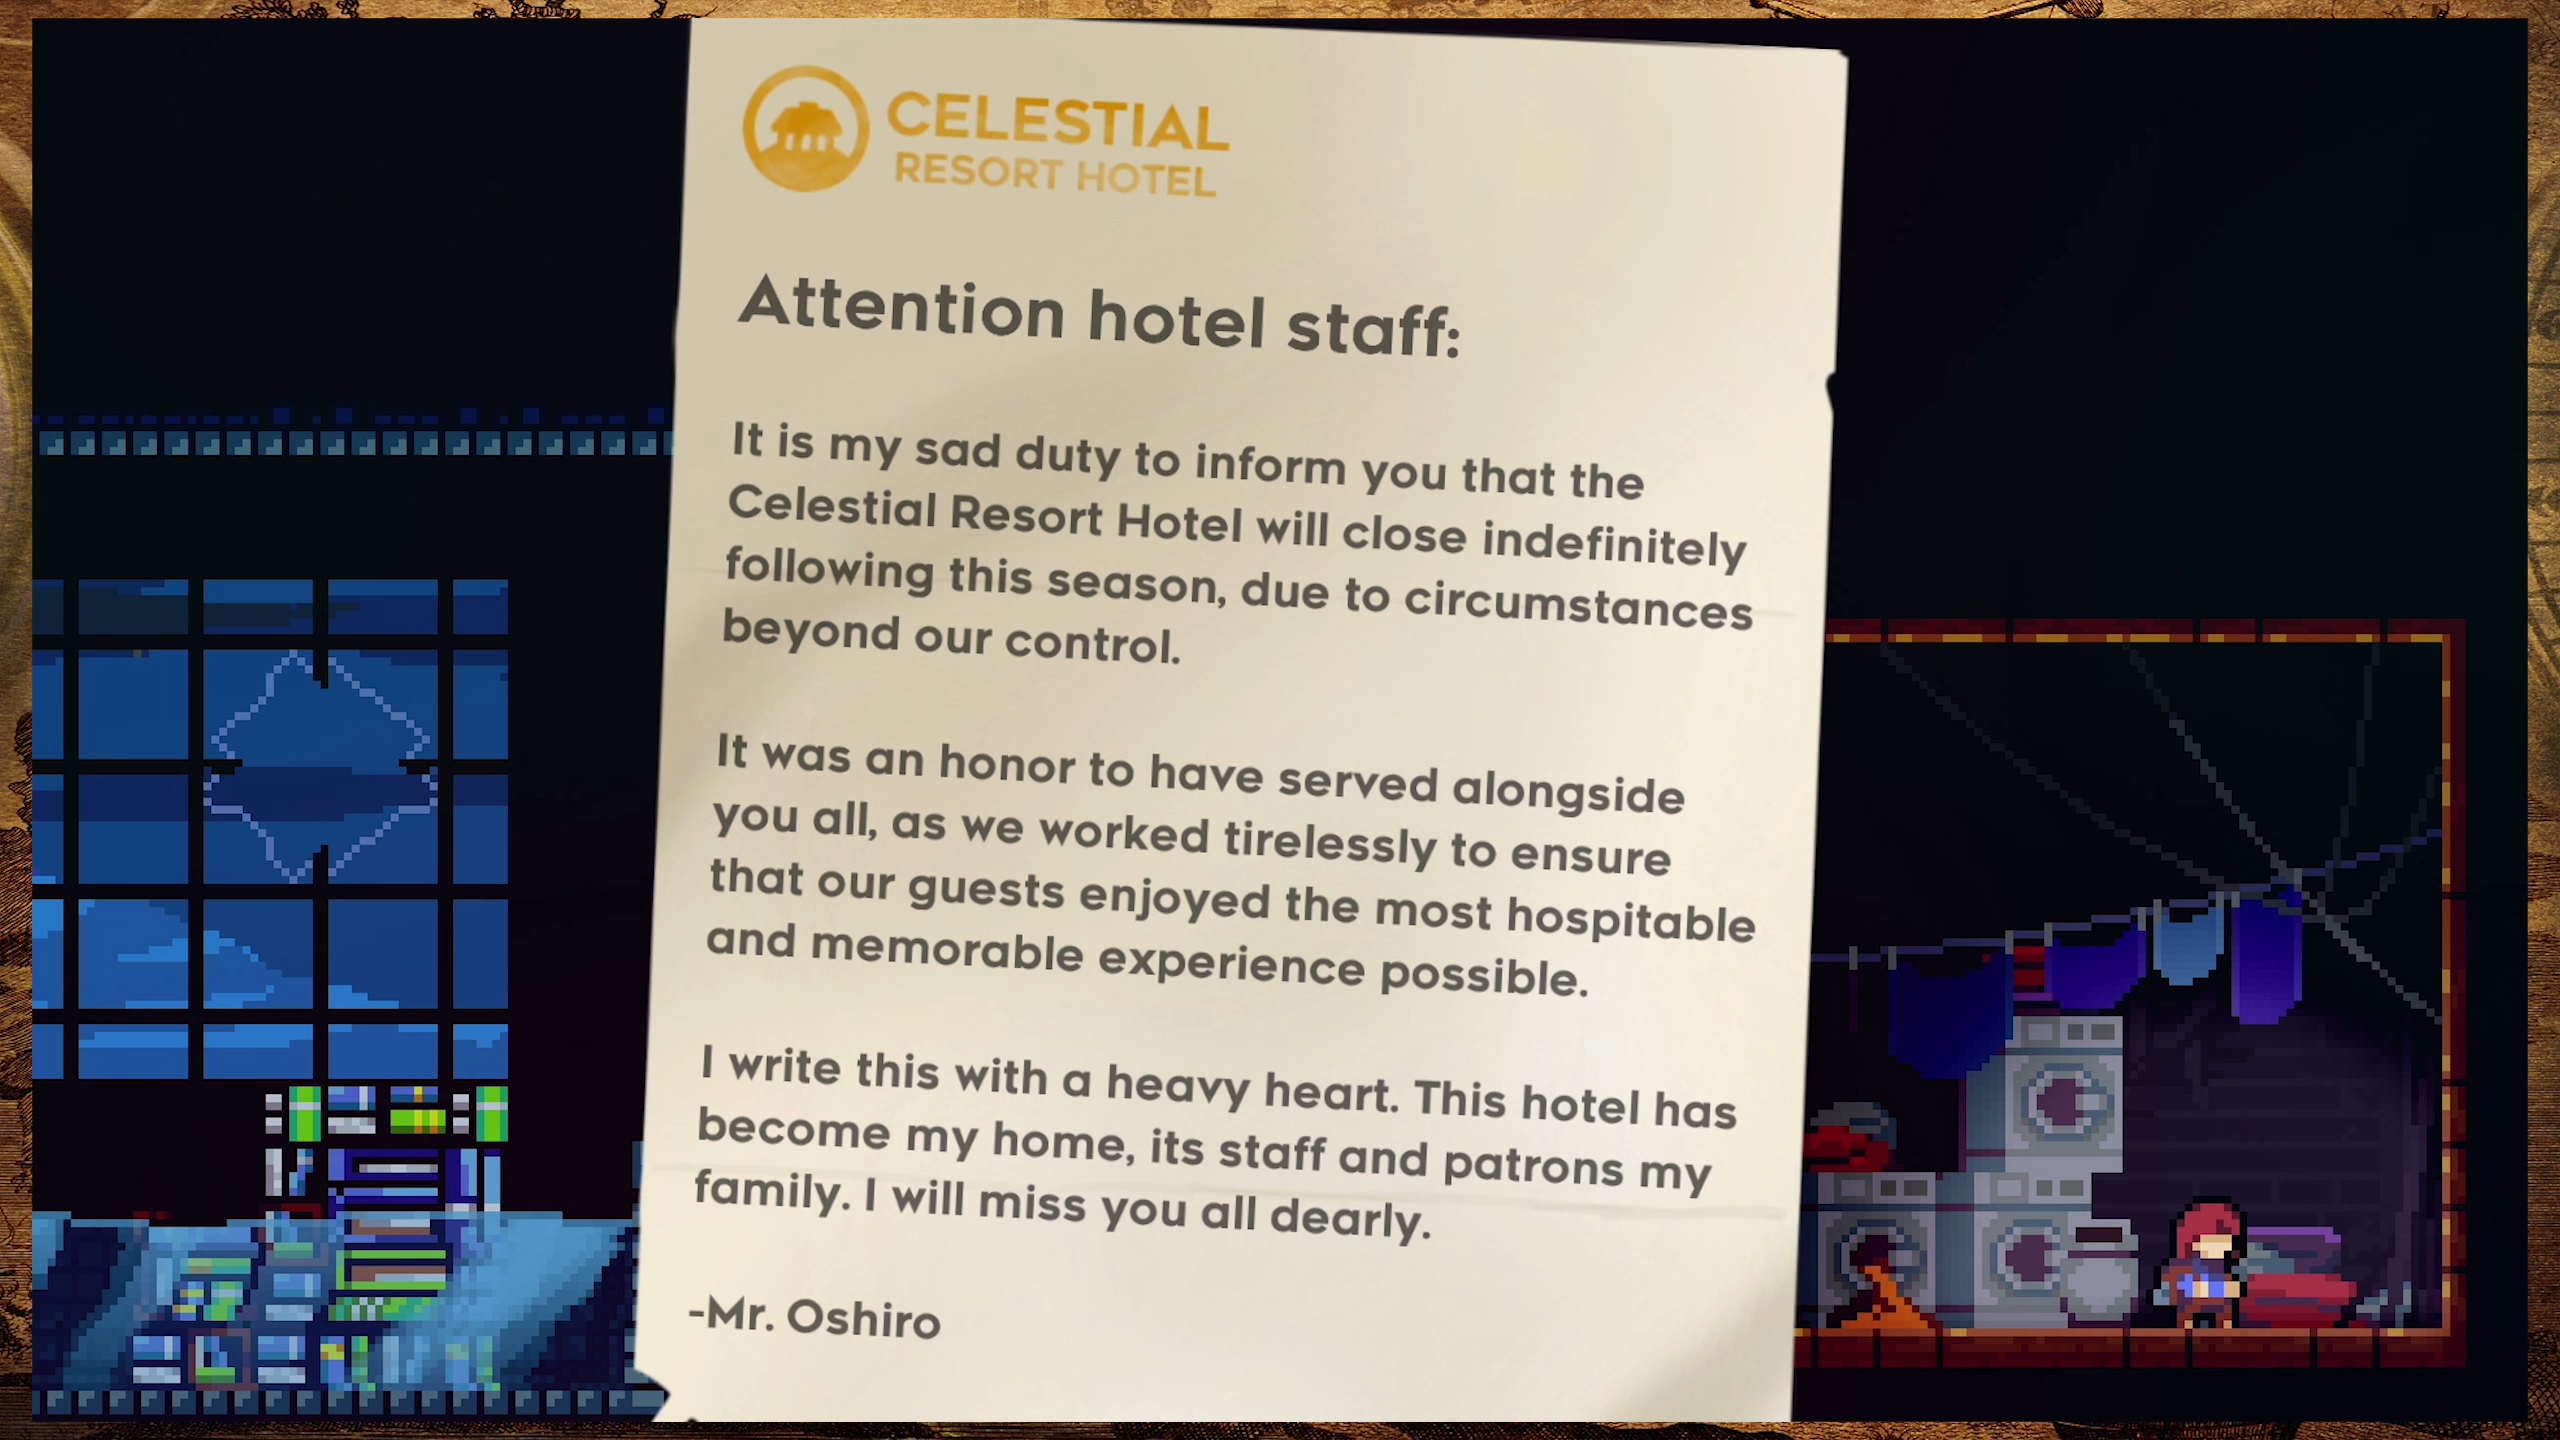 CELESTIAL
RESORT HOTEL
Attention hotel staff:
It is my sad duty to inform you that the
Celestial Resort Hotel will close indefinitely
following this season, due to circumstances
beyond our control.
It was an honor to have served alongside
you all, as we worked tirelessly to ensure
that our guests enjoyed the most hospitable
and memorable experience possible.
I write this with a heavy heart. This hotel has
become my home, its staff and patrons my
family. I will miss you all dearly.
-Mr. Oshiro